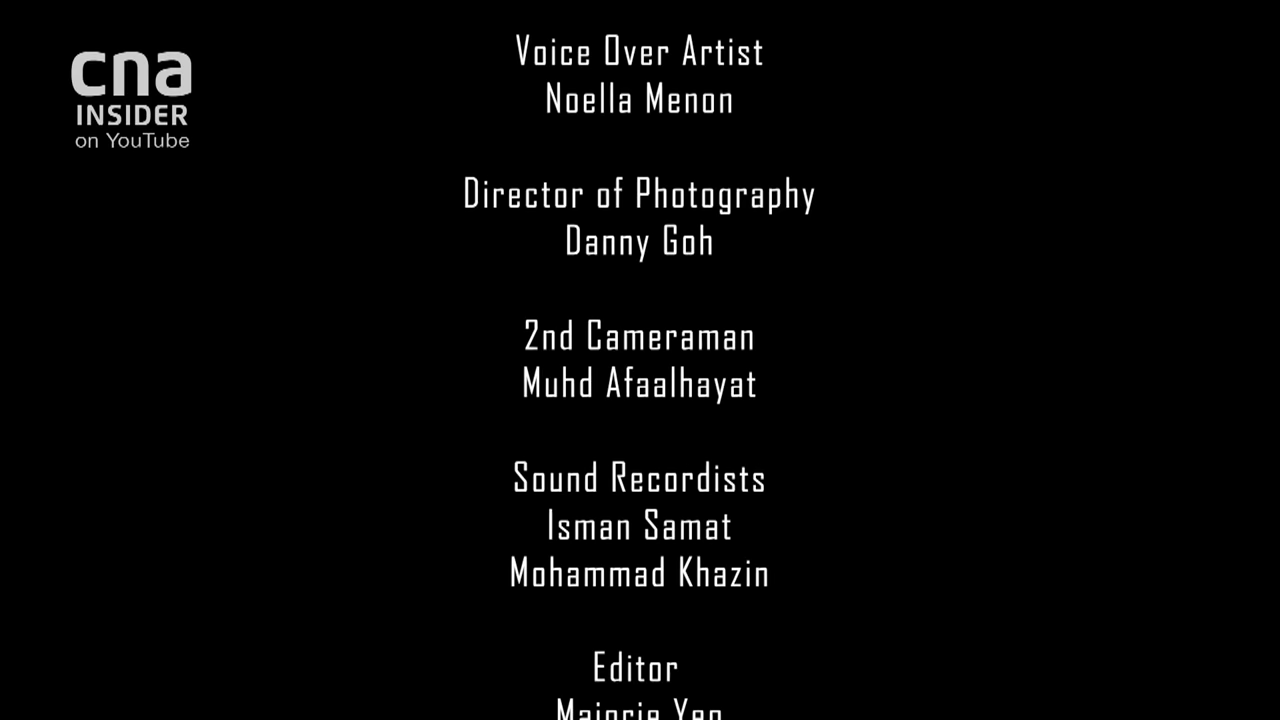 cna
INSIDER
on YouTube
Voice Over Artist
Noella Menon
Director of Photography
Danny Goh
2nd Cameraman
Muhd Afaalhayat
Sound Recordists
Isman Samat
Mohammad Khazin
Editor